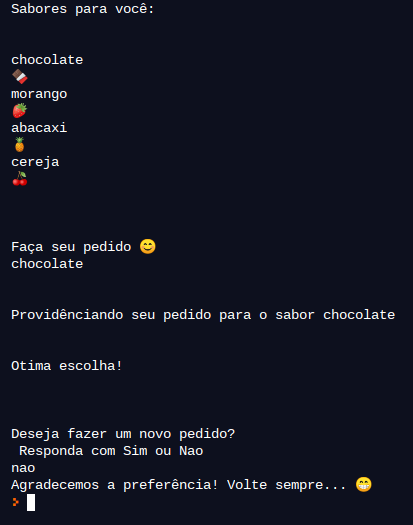 Sabores para você:
chocolate
🍫
morango
🍓
abacaxi
🍍
cereja
🍒
Faça seu pedido 😊
chocolate
Providênciando seu pedido para o sabor chocolate
Otima escolha!
Deseja fazer um novo pedido?
 Responda com Sim ou Nao
nao
Agradecemos a preferência! Volte sempre... 😁
>